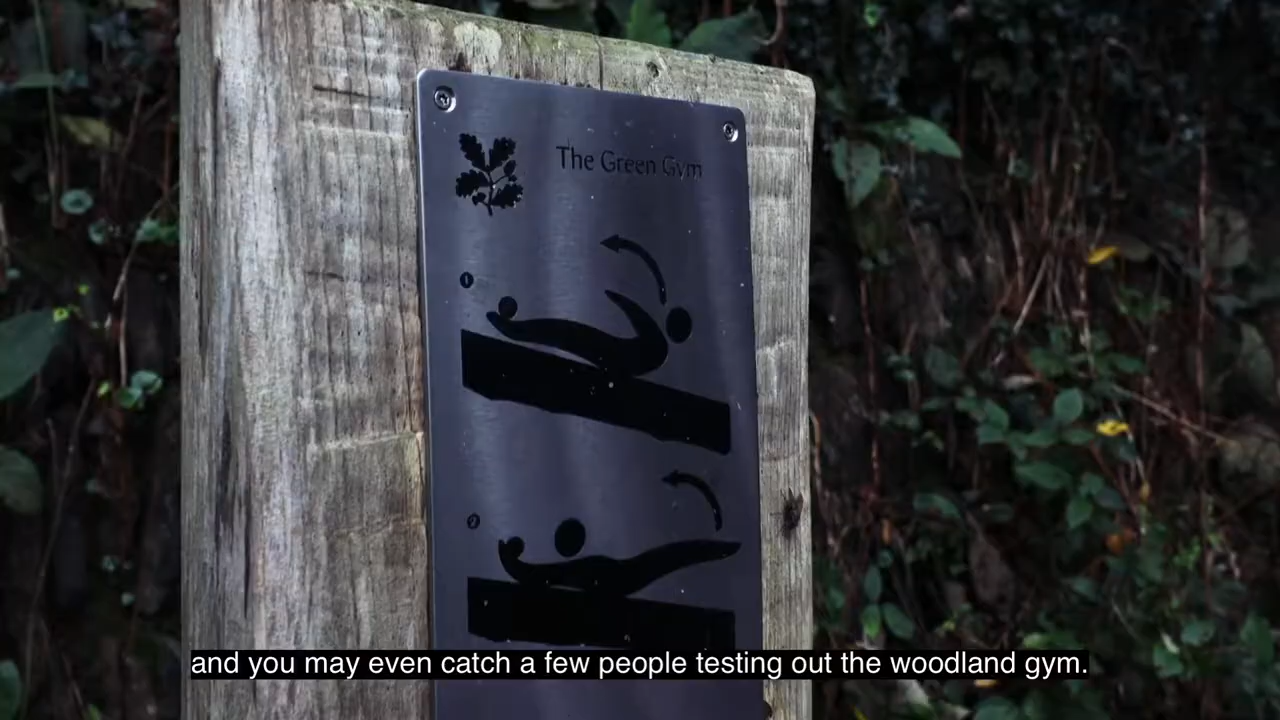 The Green Gym
1
2
and you may even catch a few people testing out the woodland gym.